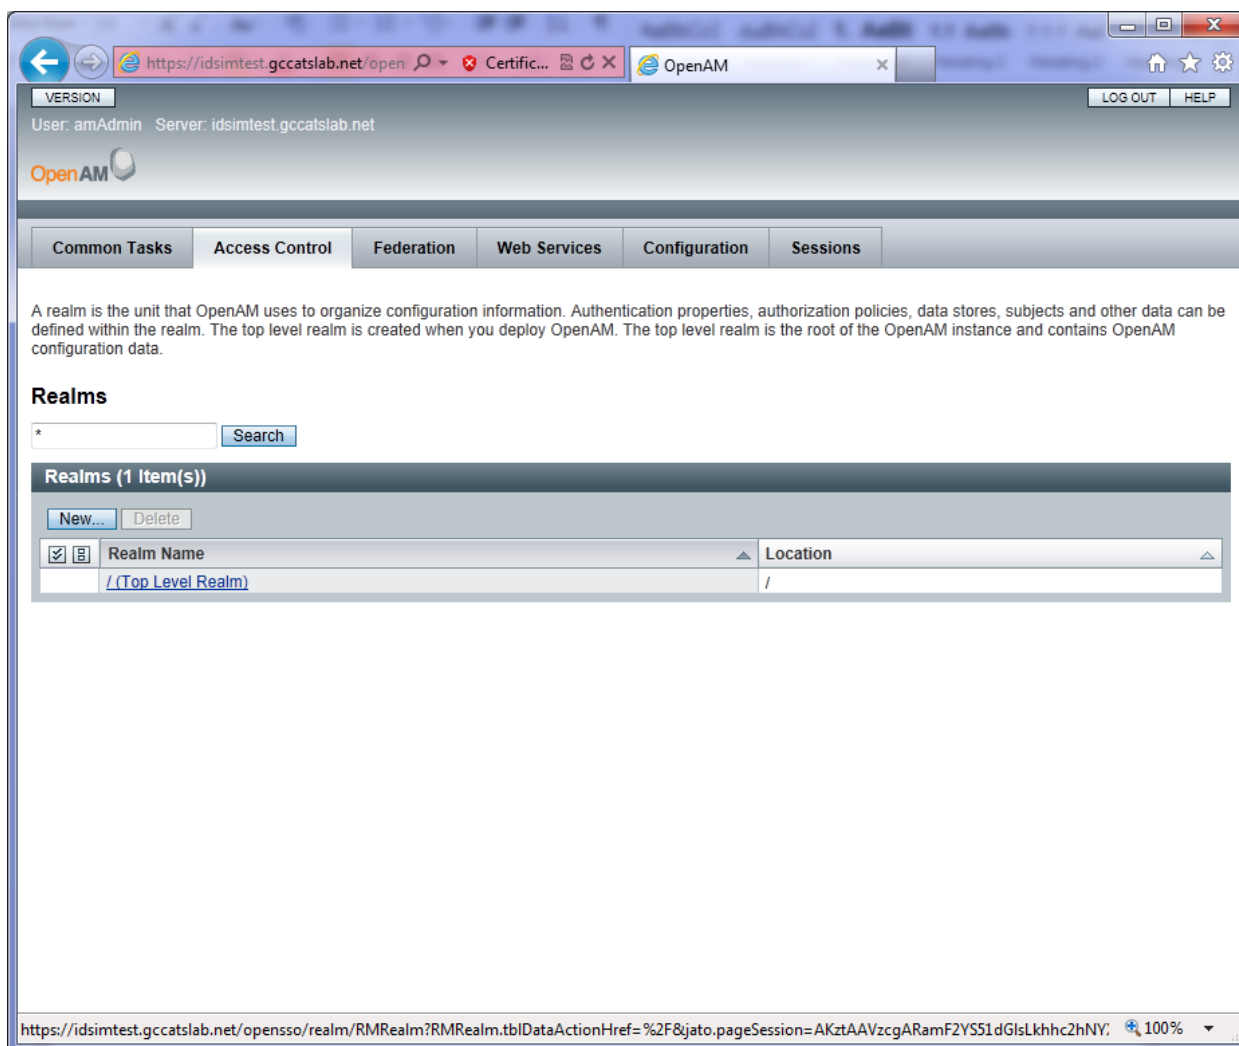 https://idsimtest.gccatslab.net/open
Certific...
OpenAM
VERSION
LOG OUT
HELP
User: amAdmin Server: idsimtest.gccatslab.net
OpenAM
Common Tasks
Access Control
Federation
Web Services
Configuration
Sessions
A realm is the unit that OpenAM uses to organize configuration information. Authentication properties, authorization policies, data stores, subjects and other data can be
defined within the realm. The top level realm is created when you deploy OpenAM. The top level realm is the root of the OpenAM instance and contains OpenAM
configuration data.
Realms
*
Search
Realms (1 Item(s))
New...
Delete
Realm Name
Location
/ (Top Level Realm)
/
https://idsimtest.gccatslab.net/opensso/realm/RMRealm?RMRealm.tblDataActionHref=%2F&jato.pageSession=AKztAAVzcgARamF2YS51dGlsLkhhc2hNY
100%